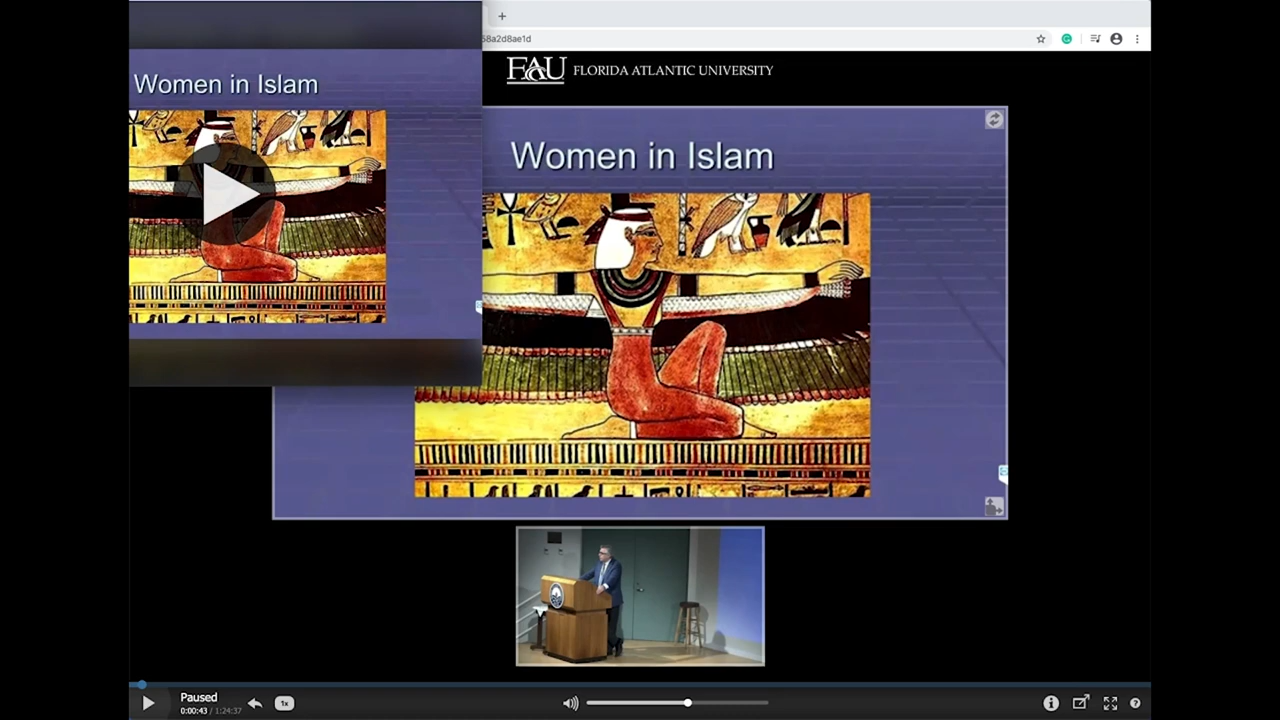 58a2d8ae1d
FAU FLORIDA ATLANTIC UNIVERSITY
Women in Islam
Women in Islam
Paused
0:00:43 / 1:24:37
1x